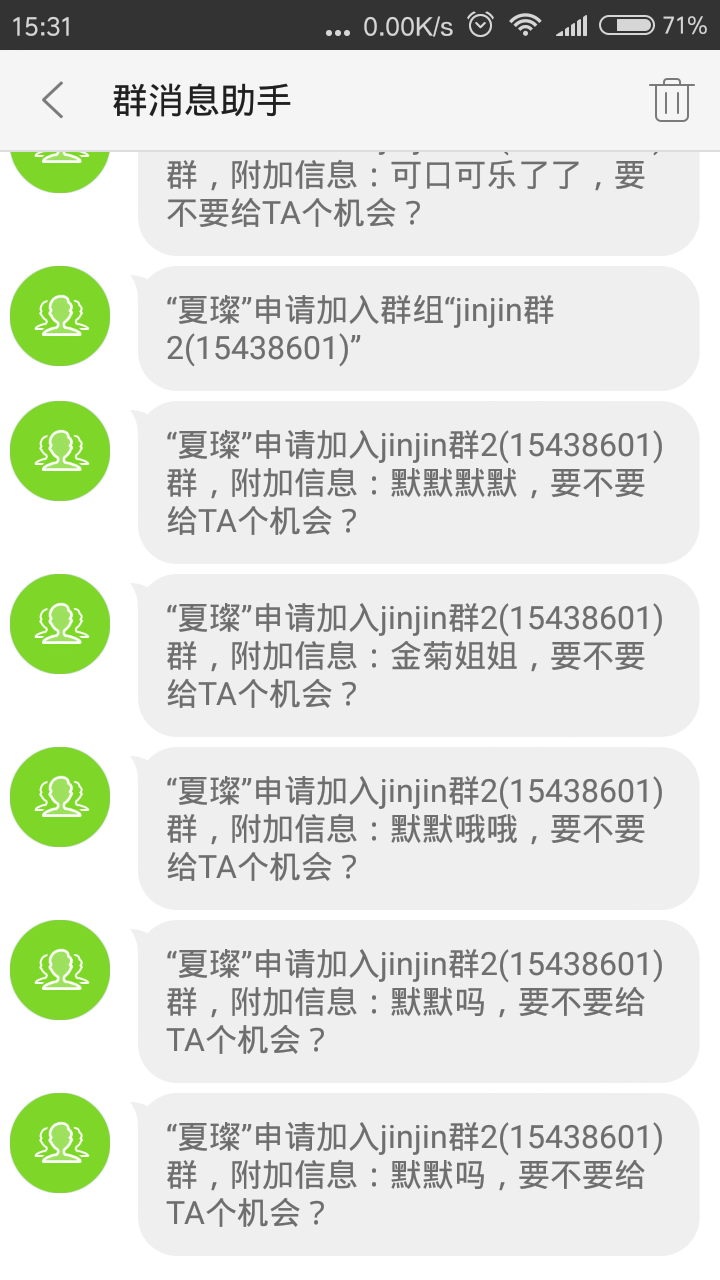 15:31 ... 0.00K/s 71%
群消息助手
群，附加信息：可口可乐了了，要
不要给TA个机会？
“夏璨”申请加入群组“jinjin群
2(15438601)”
“夏璨”申请加入jinjin群2(15438601)
群，附加信息：默默默默，要不要
给TA个机会？
“夏璨”申请加入jinjin群2(15438601)
群，附加信息：金菊姐姐，要不要
给TA个机会？
“夏璨”申请加入jinjin群2(15438601)
群，附加信息：默默哦哦，要不要
给TA个机会？
“夏璨”申请加入jinjin群2(15438601)
群，附加信息：默默吗，要不要给
TA个机会？
“夏璨”申请加入jinjin群2(15438601)
群，附加信息：默默吗，要不要给
TA个机会？